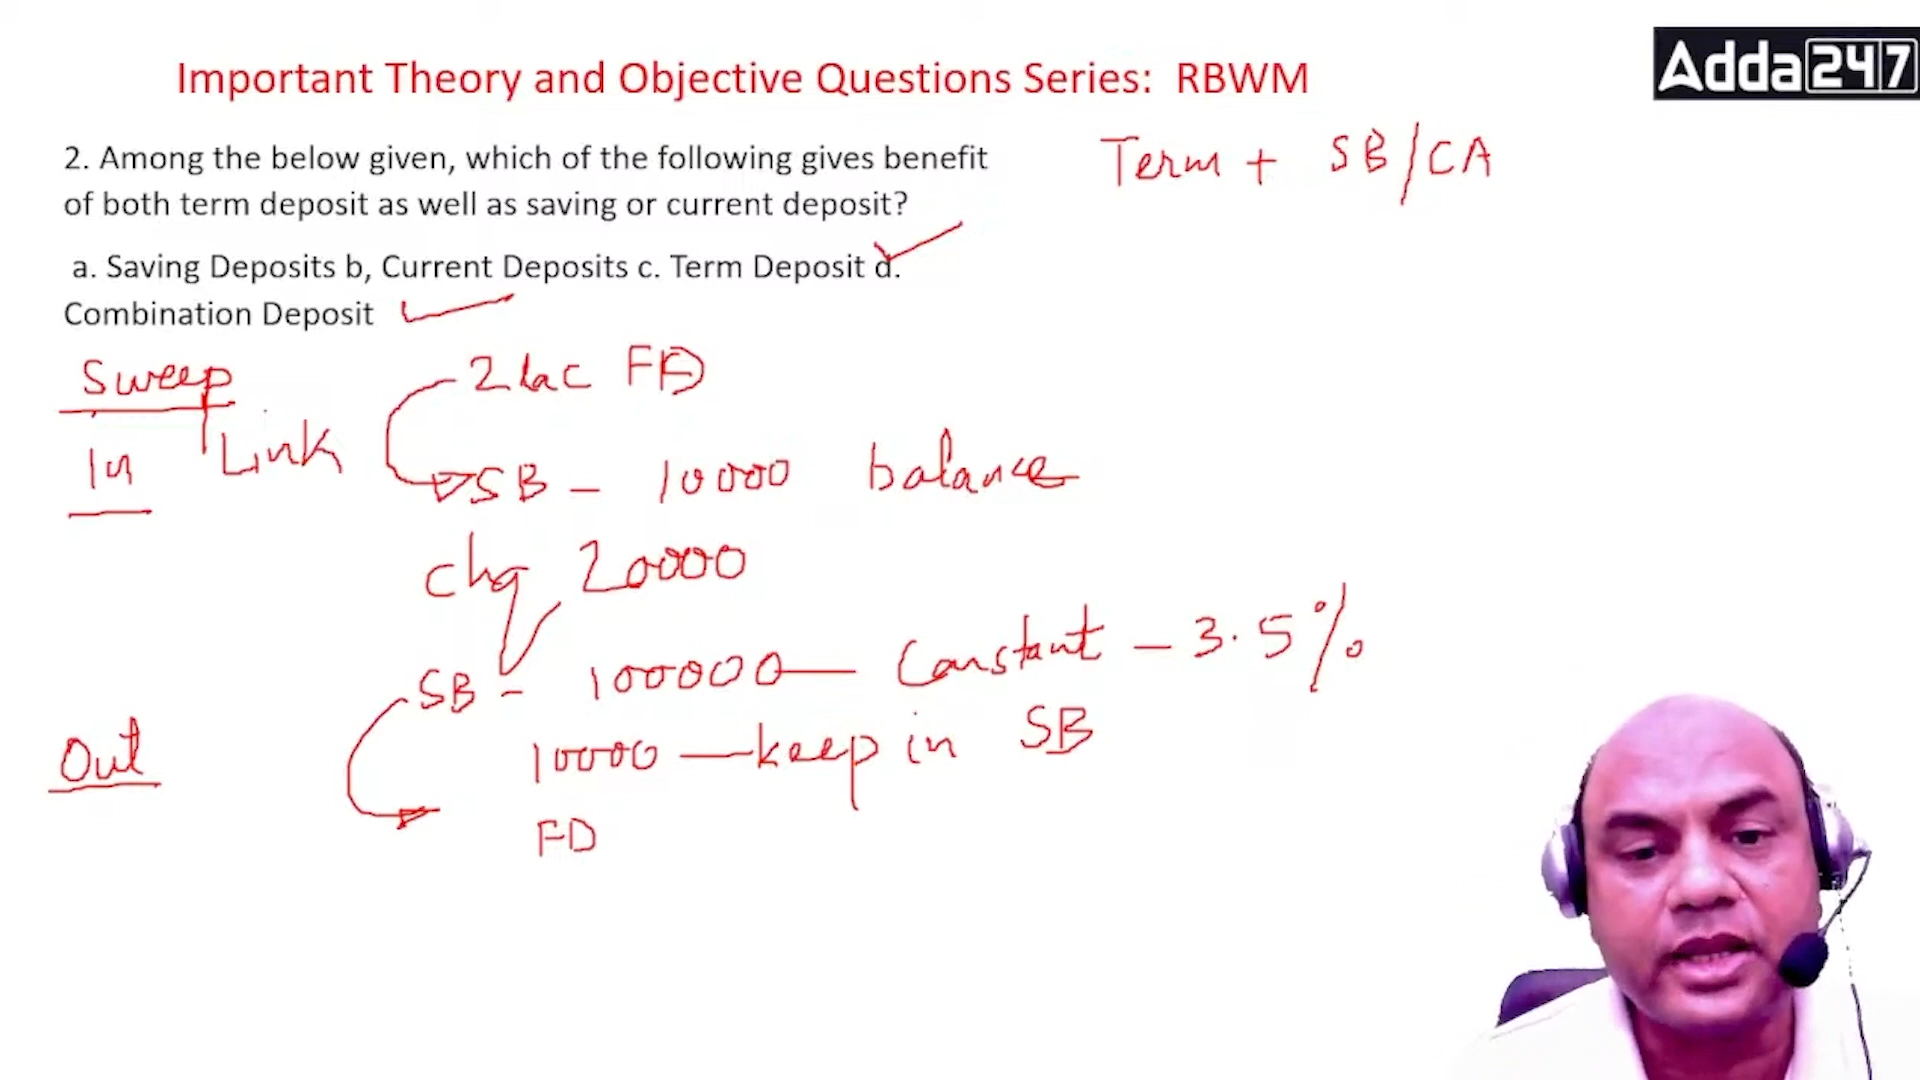 Adda247
Important Theory and Objective Questions Series: RBWM
2. Among the below given, which of the following gives benefit
of both term deposit as well as saving or current deposit?
a. Saving Deposits b, Current Deposits c. Term Deposit d.
Combination Deposit
Term + SB/CA
Sweep
In Link
2 lac FD
SB - 10000 balance
chq 20000
SB - 100000 - Constant - 3.5%
Out
10000 - keep in SB
FD